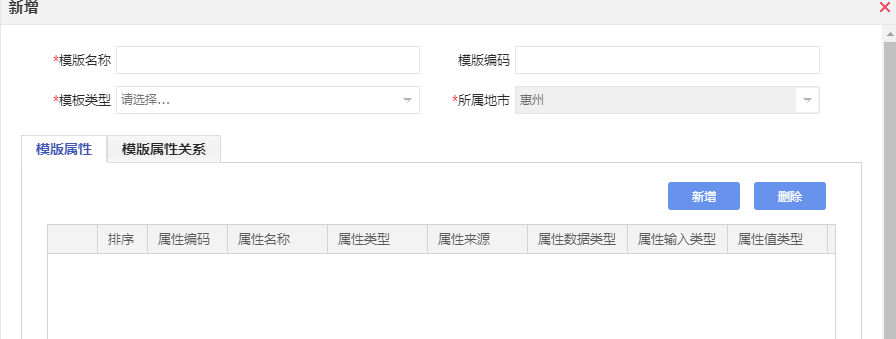 新增
*模版名称
模版编码
*模板类型 请选择...
*所属地市 惠州
模版属性 模版属性关系
新增 删除
排序 属性编码 属性名称 属性类型 属性来源 属性数据类型 属性输入类型 属性值类型